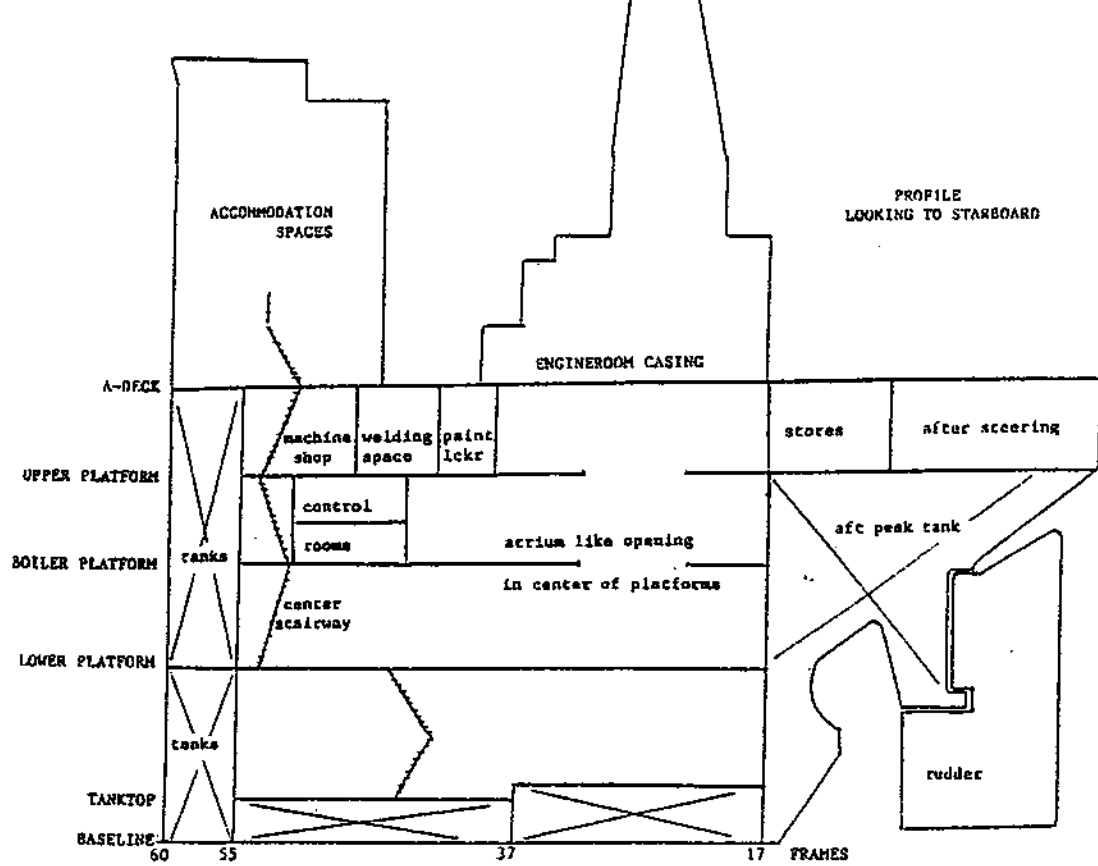 PROFILE
LOOKING TO STARBOARD
ACCOMMODATION
SPACES
ENGINEROOM CASING
A-DECK
machine
shop
welding
space
paint
lckr
stores
after steering
UPPER PLATFORM
control
rooms
atrium like opening
in center of platforms
aft peak tank
tanks
BOILER PLATFORM
center
stairway
LOWER PLATFORM
tanks
rudder
TANKTOP
BASELINE
60 55 37 17 FRAMES